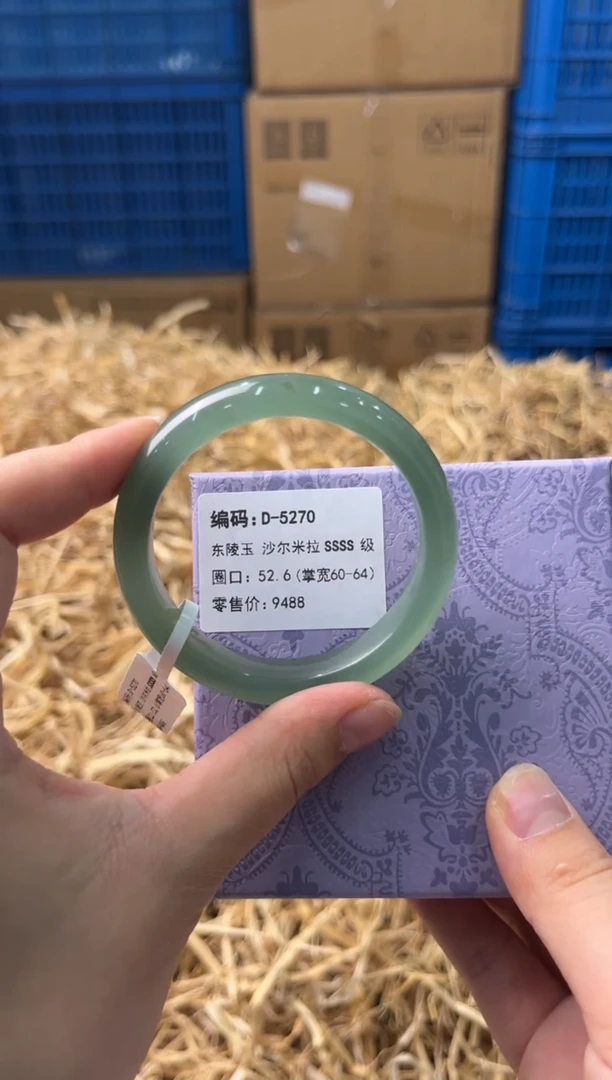 编码: D-5270
东陵玉 沙尔米拉 SSSS 级
圈口: 52.6 (掌宽60-64)
零售价: 9488